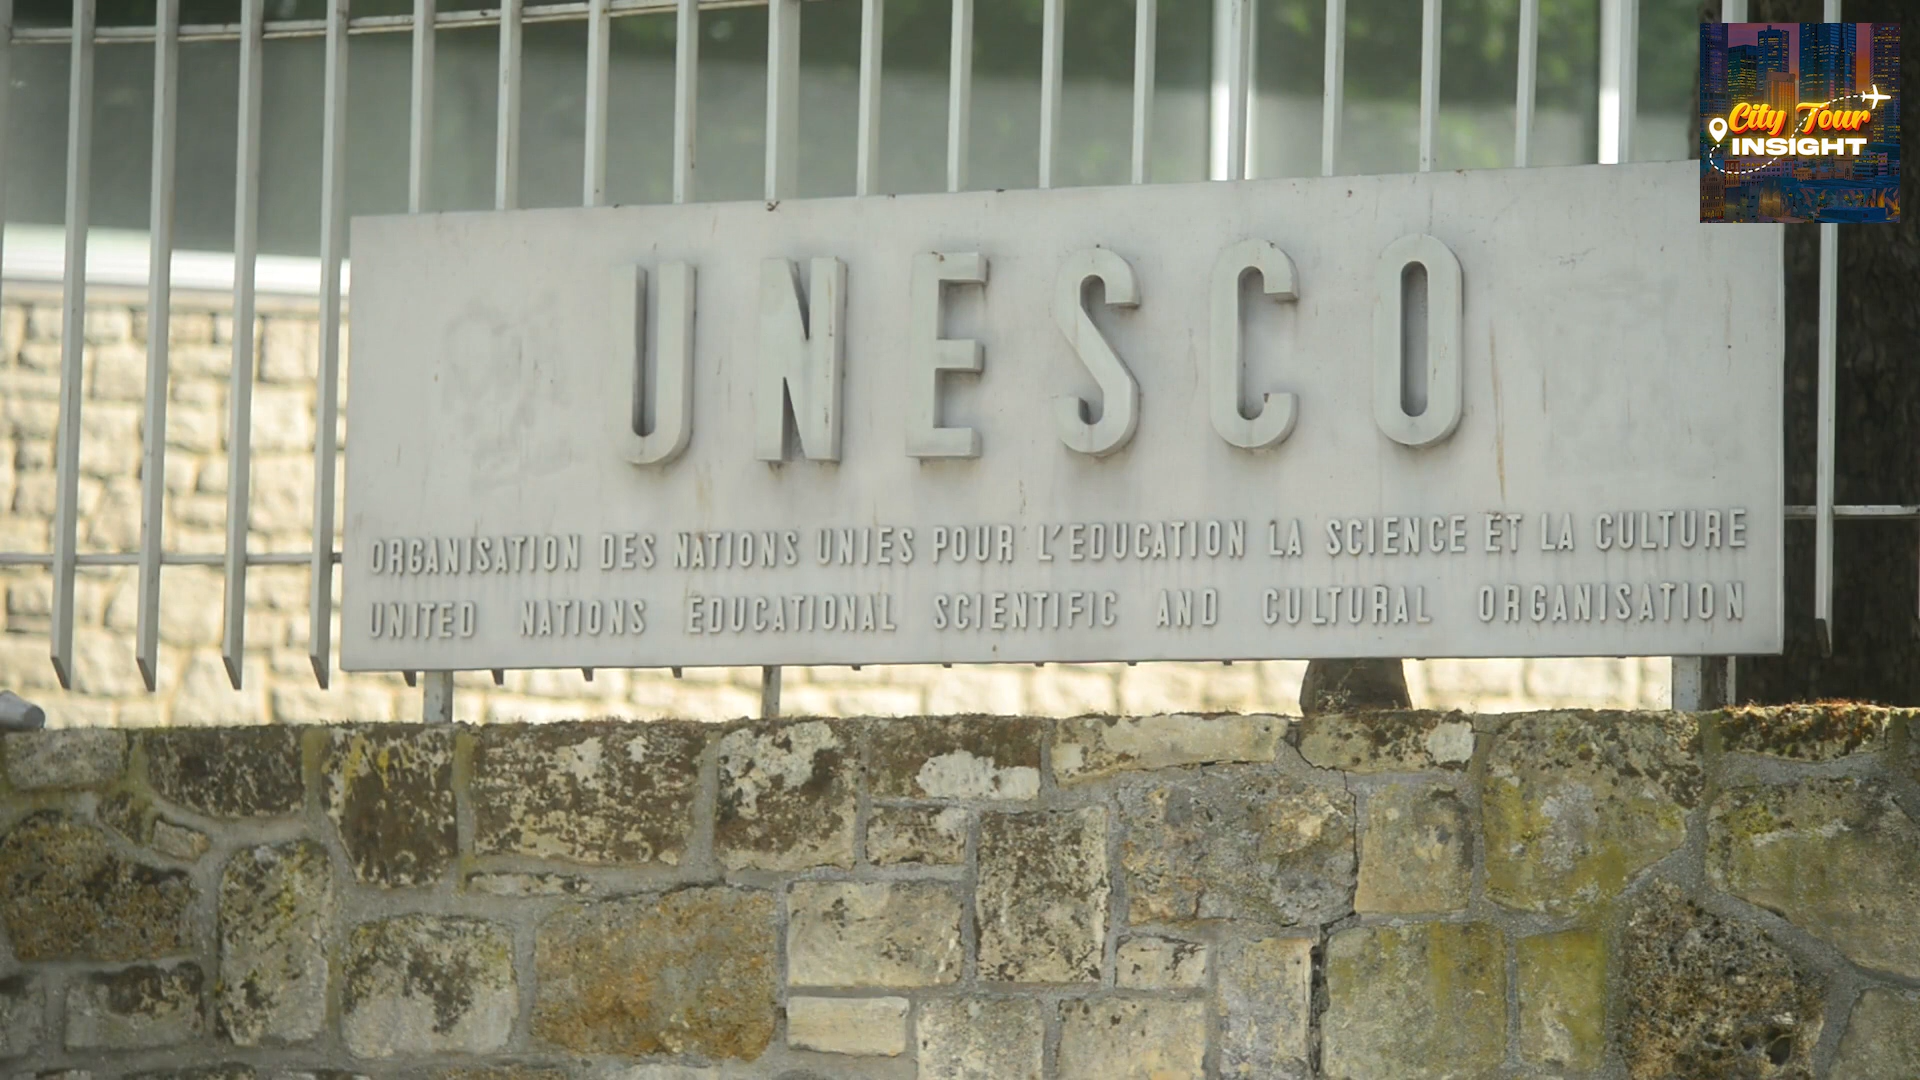 UNESCO
ORGANISATION DES NATIONS UNIES POUR L'EDUCATION LA SCIENCE ET LA CULTURE
UNITED NATIONS EDUCATIONAL SCIENTIFIC AND CULTURAL ORGANISATION
City Tour
INSIGHT